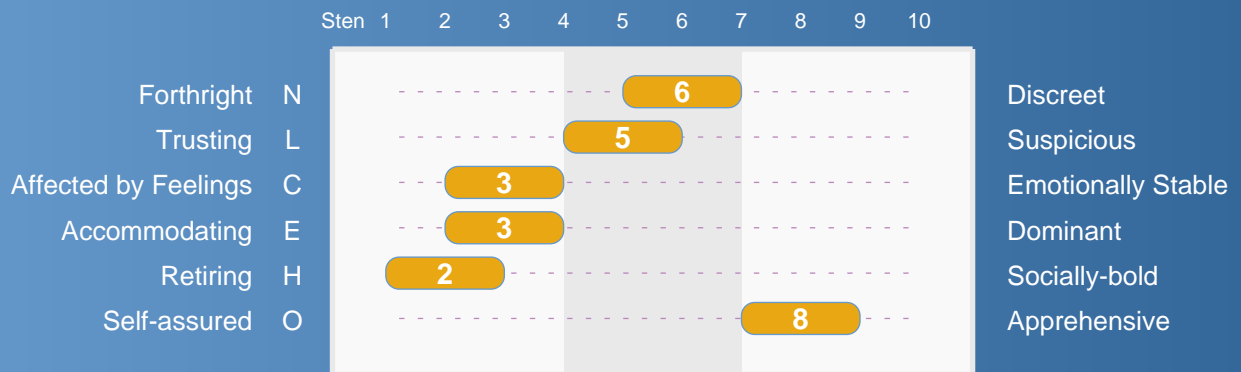 Sten 1 2 3 4 5 6 7 8 9 10
Forthright N 6 Discreet
Trusting L 5 Suspicious
Affected by Feelings C 3 Emotionally Stable
Accommodating E 3 Dominant
Retiring H 2 Socially-bold
Self-assured O 8 Apprehensive